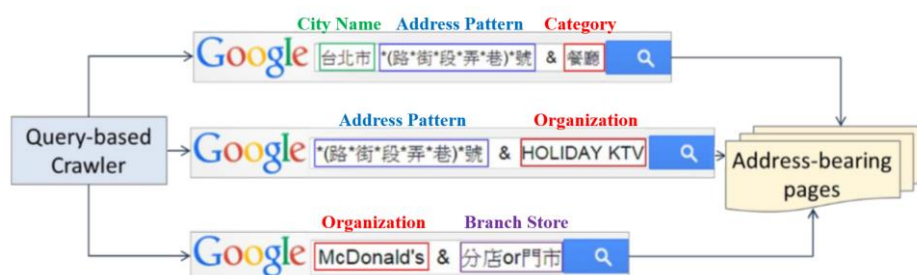 City Name Address Pattern Category
Google 台北市 *(路*街*段*弄*巷)*號 & 餐廳
Query-based
Crawler
Address Pattern Organization
Google *(路*街*段*弄*巷)*號 & HOLIDAY KTV
Address-bearing
pages
Organization Branch Store
Google McDonald's & 分店or門市